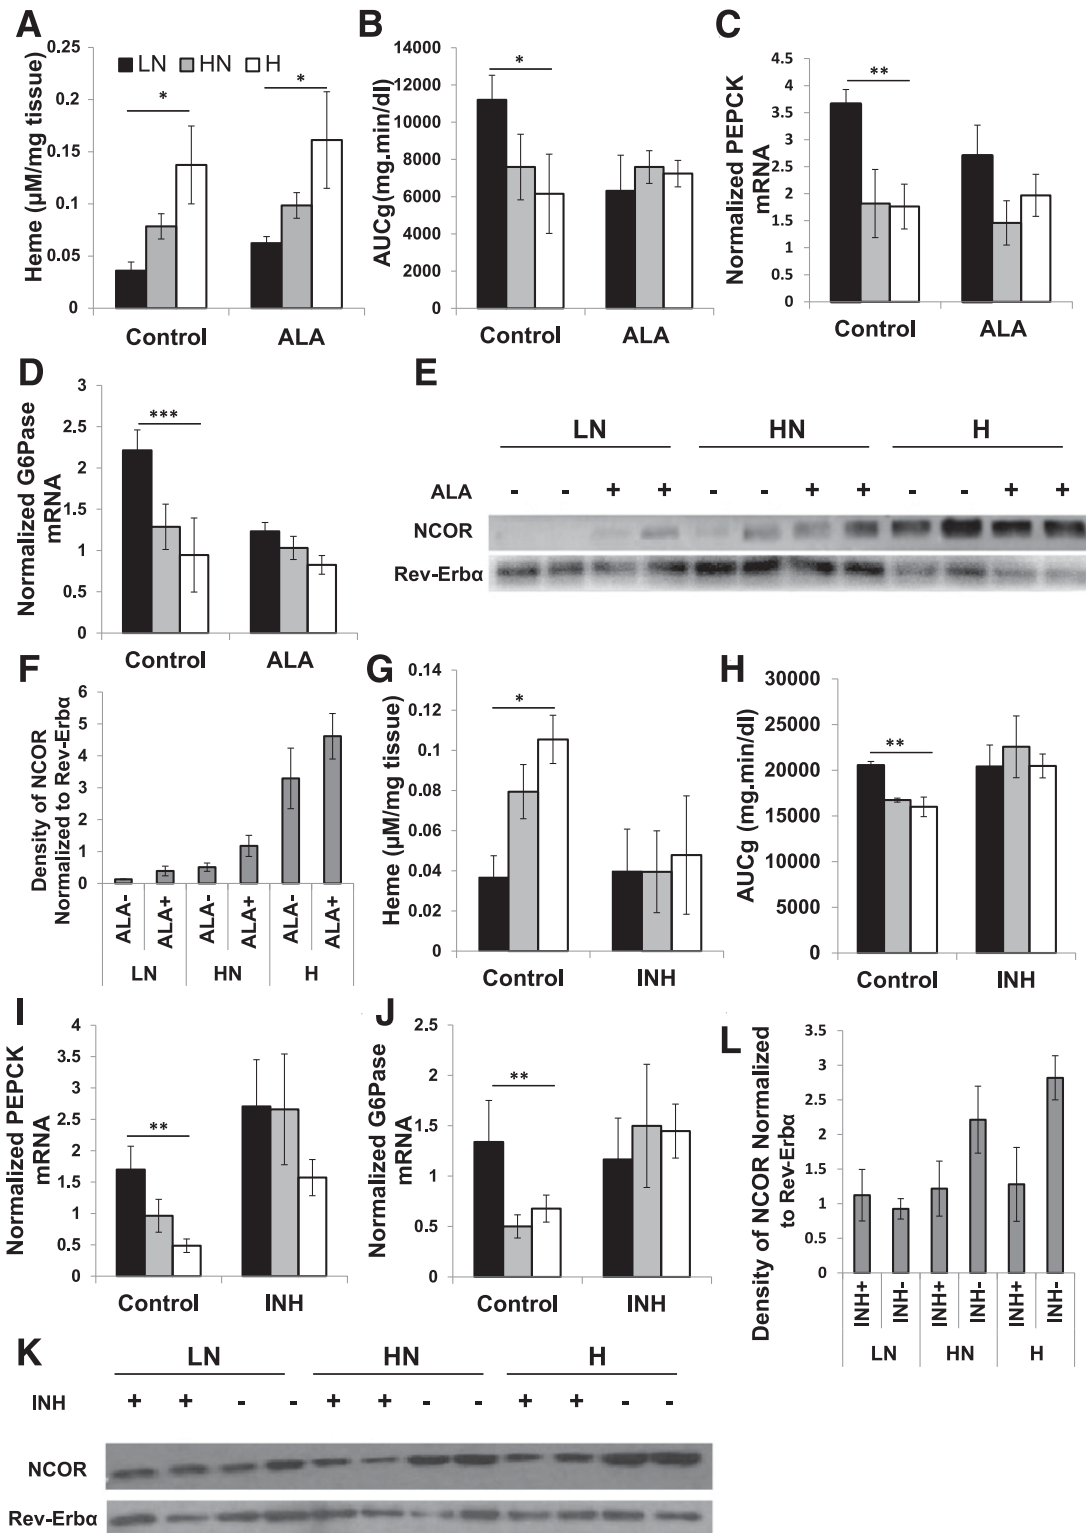 A
Heme (µM/mg tissue)
0.25
0.2
0.15
0.1
0.05
0
LN HN H
*
*
Control ALA
B
AUCg (mg.min/dl)
14000
12000
10000
8000
6000
4000
2000
0
*
Control ALA
C
Normalized PEPCK
mRNA
4.5
4
3.5
3
2.5
2
1.5
1
0.5
0
**
Control ALA
D
Normalized G6Pase
mRNA
3
2.5
2
1.5
1
0.5
0
***
Control ALA
E
LN HN H
ALA - - + + - - + + - - + +
NCOR
Rev-Erbα
F
Density of NCOR
Normalized to Rev-Erbα
6
5
4
3
2
1
0
ALA- ALA+ ALA- ALA+ ALA- ALA+
LN HN H
G
Heme (µM/mg tissue)
0.14
0.12
0.1
0.08
0.06
0.04
0.02
0
*
Control INH
H
AUCg (mg.min/dl)
30000
25000
20000
15000
10000
5000
0
**
Control INH
I
Normalized PEPCK
mRNA
4
3.5
3
2.5
2
1.5
1
0.5
0
**
Control INH
J
Normalized G6Pase
mRNA
2.5
2
1.5
1
0.5
0
**
Control INH
L
Density of NCOR Normalized
to Rev-Erbα
3.5
3
2.5
2
1.5
1
0.5
0
INH+ INH- INH+ INH- INH+ INH-
LN HN H
K
LN HN H
INH + + - - + + - - + + - -
NCOR
Rev-Erbα